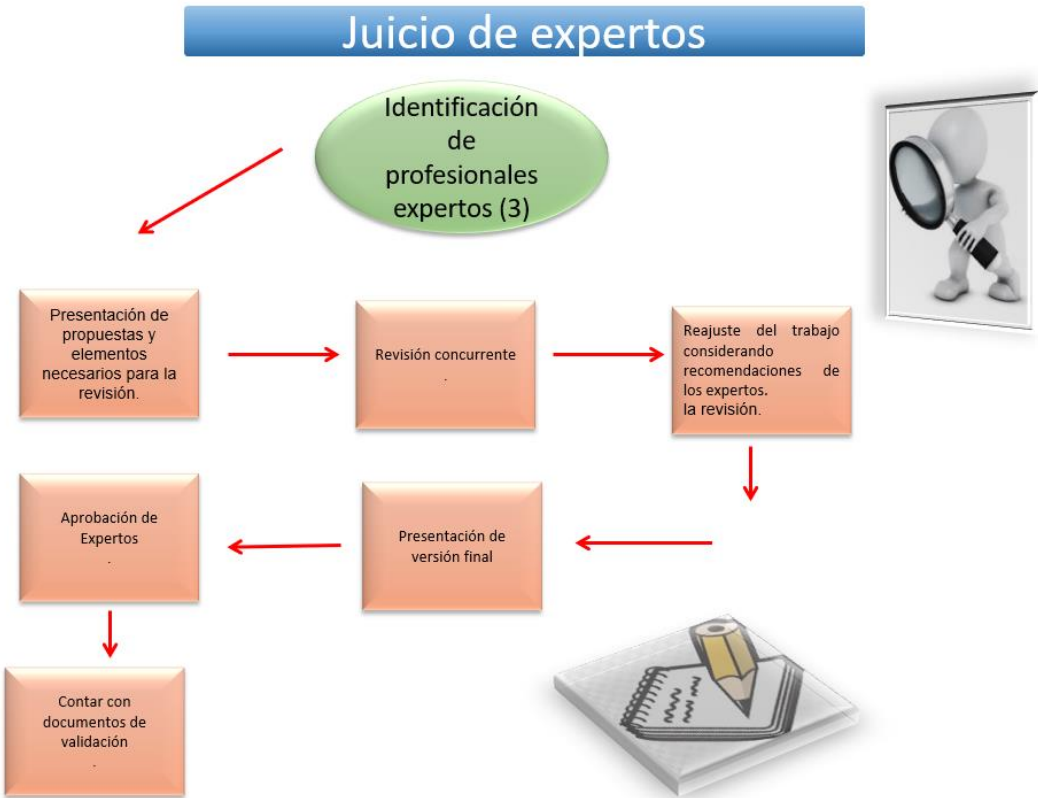 Juicio de expertos
Identificación
de
profesionales
expertos (3)
Presentación de
propuestas y
elementos
necesarios para la
revisión.
Revisión concurrente
.
Reajuste del trabajo
considerando
recomendaciones de
los expertos.
la revisión.
Aprobación de
Expertos
.
Presentación de
versión final
Contar con
documentos de
validación
.